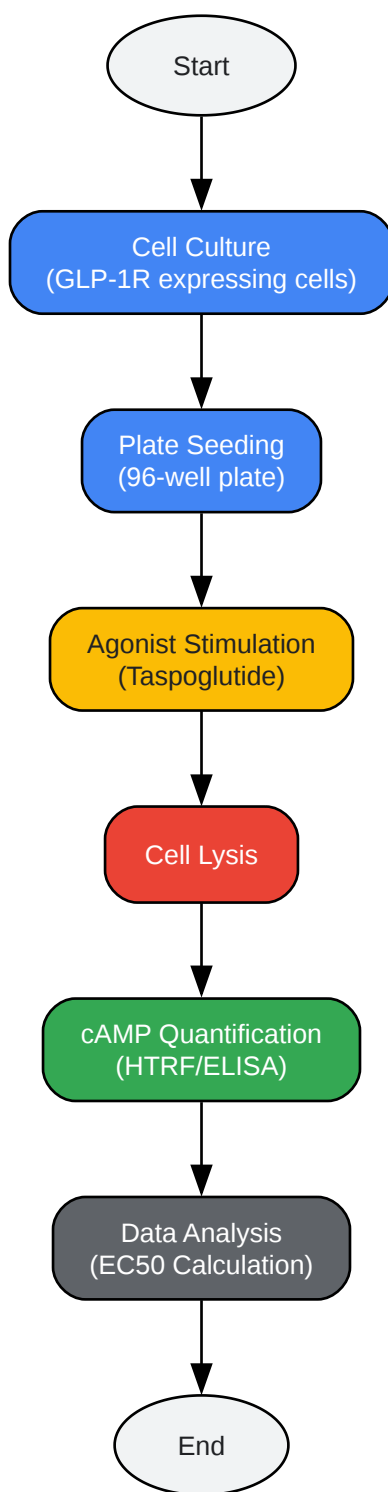 Start
Cell Culture
(GLP-1R expressing cells)
Plate Seeding
(96-well plate)
Agonist Stimulation
(Taspoglutide)
Cell Lysis
cAMP Quantification
(HTRF/ELISA)
Data Analysis
(EC50 Calculation)
End